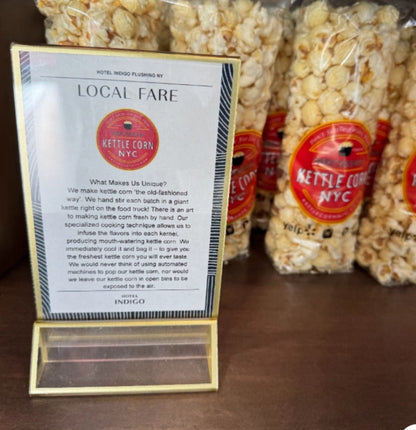 HOTEL INDIGO FLUSHING NY
LOCAL FARE
KETTLE CORN
NYC
What Makes Us Unique?
We make kettle corn 'the old-fashioned
way'. We hand stir each batch in a giant
kettle right on the food truck! There is an art
to making kettle corn fresh by hand. Our
specialized cooking technique allows us to
infuse the flavors into each kernel,
producing mouth-watering kettle corn. We
immediately cool it and bag it – to give you
the freshest kettle corn you will ever taste.
We would never think of using automated
machines to pop our kettle corn, nor would
we leave our kettle corn in open bins to be
exposed to the air.
HOTEL
INDIGO
KETTLE CORN
NYC
yelp
KETTLE CORN
NYC
yelp